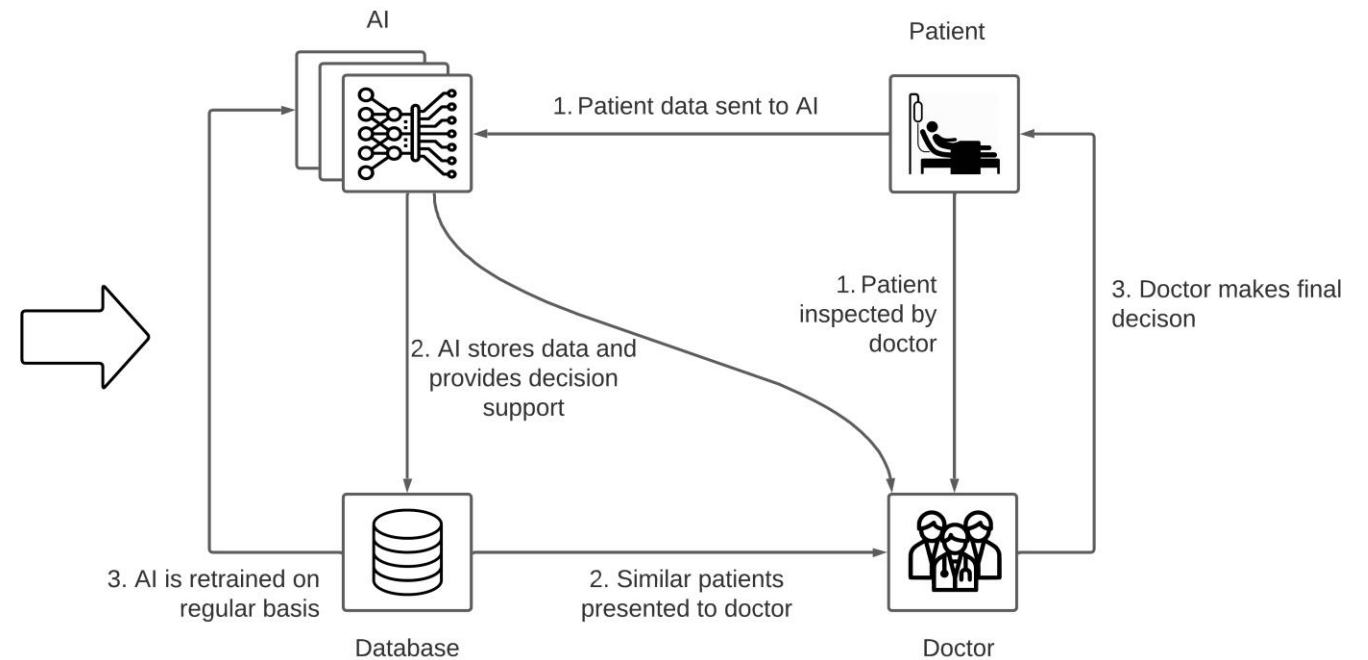 AI
Patient
1. Patient data sent to AI
1. Patient
inspected by
doctor
3. Doctor makes final
decison
2. AI stores data and
provides decision
support
3. AI is retrained on
regular basis
2. Similar patients
presented to doctor
Database
Doctor